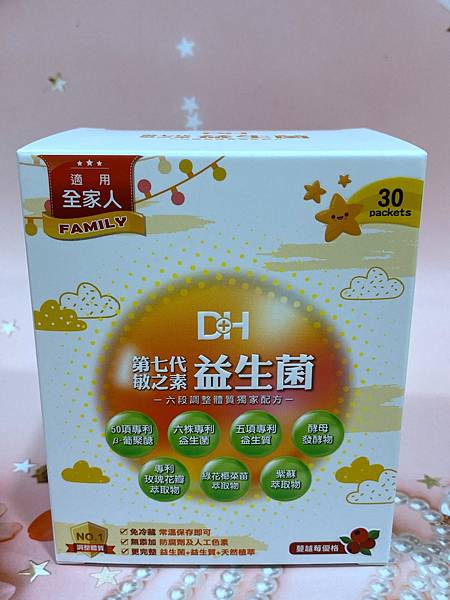 適用
全家人
FAMILY
30
packets
D+H
第七代
敏之素
益生菌
─ 六段調整體質獨家配方 ─
50項專利
β-葡聚醣
六株專利
益生菌
五項專利
益生質
酵母
發酵物
專利
玫瑰花瓣
萃取物
綠花椰菜苗
萃取物
紫蘇
萃取物
NO.1
調整體質
✓免冷藏 常溫保存即可
✓無添加 防腐劑及人工色素
✓更完整 益生菌+益生質+天然植萃
蔓越莓優格